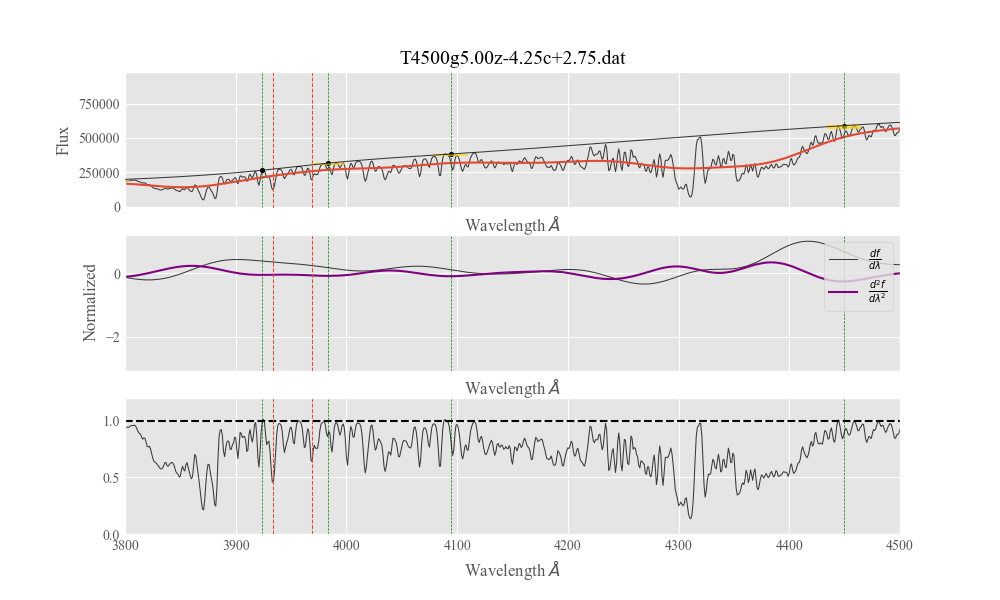 T4500g5.00z-4.25c+2.75.dat
Flux
750000
500000
250000
0
Wavelength Å
Normalized
0
−2
df
dλ
d²f
dλ²
Wavelength Å
1.0
0.5
0.0
3800 3900 4000 4100 4200 4300 4400 4500
Wavelength Å